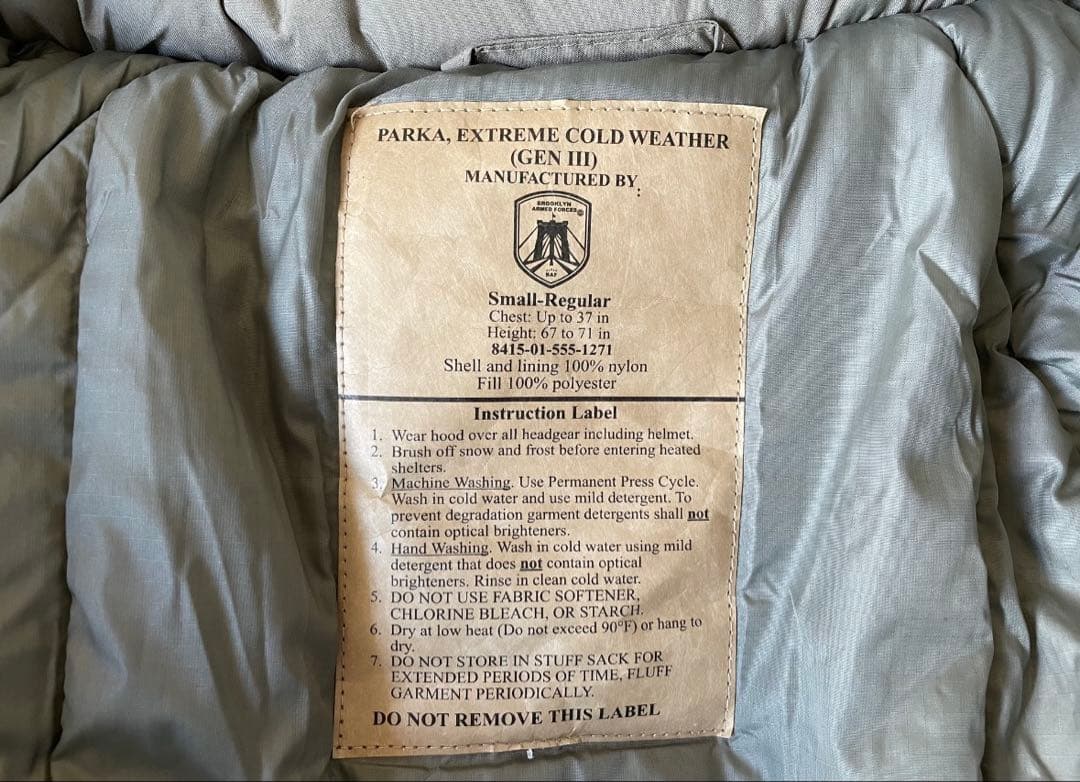 PARKA, EXTREME COLD WEATHER
(GEN III)
MANUFACTURED BY:
BROOKLYN
ARMED FORCES
BAF
Small-Regular
Chest: Up to 37 in
Height: 67 to 71 in
8415-01-555-1271
Shell and lining 100% nylon
Fill 100% polyester
Instruction Label
1. Wear hood over all headgear including helmet.
2. Brush off snow and frost before entering heated
shelters.
3. Machine Washing. Use Permanent Press Cycle.
Wash in cold water and use mild detergent. To
prevent degradation garment detergents shall not
contain optical brighteners.
4. Hand Washing. Wash in cold water using mild
detergent that does not contain optical
brighteners. Rinse in clean cold water.
5. DO NOT USE FABRIC SOFTENER,
CHLORINE BLEACH, OR STARCH.
6. Dry at low heat (Do not exceed 90°F) or hang to
dry.
7. DO NOT STORE IN STUFF SACK FOR
EXTENDED PERIODS OF TIME, FLUFF
GARMENT PERIODICALLY.
DO NOT REMOVE THIS LABEL